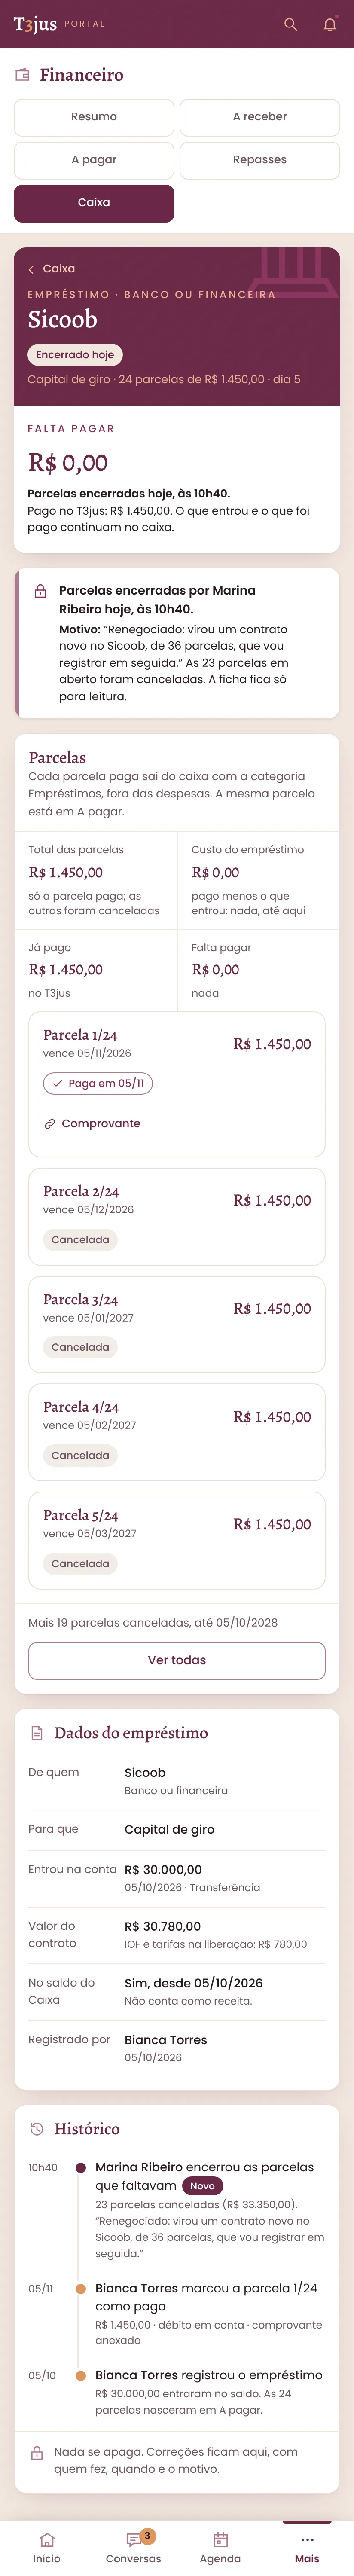 T3jus PORTAL
Financeiro
Resumo
A receber
A pagar
Repasses
Caixa
Caixa
EMPRÉSTIMO · BANCO OU FINANCEIRA
Sicoob
Encerrado hoje
Capital de giro · 24 parcelas de R$ 1.450,00 · dia 5
FALTA PAGAR
R$ 0,00
Parcelas encerradas hoje, às 10h40.
Pago no T3jus: R$ 1.450,00. O que entrou e o que foi
pago continuam no caixa.
Parcelas encerradas por Marina
Ribeiro hoje, às 10h40.
Motivo: “Renegociado: virou um contrato
novo no Sicoob, de 36 parcelas, que vou
registrar em seguida.” As 23 parcelas em
aberto foram canceladas. A ficha fica só
para leitura.
Parcelas
Cada parcela paga sai do caixa com a categoria
Empréstimos, fora das despesas. A mesma parcela
está em A pagar.
Total das parcelas
R$ 1.450,00
só a parcela paga; as
outras foram canceladas
Custo do empréstimo
R$ 0,00
pago menos o que
entrou: nada, até aqui
Já pago
R$ 1.450,00
no T3jus
Falta pagar
R$ 0,00
nada
Parcela 1/24
R$ 1.450,00
vence 05/11/2026
Paga em 05/11
Comprovante
Parcela 2/24
R$ 1.450,00
vence 05/12/2026
Cancelada
Parcela 3/24
R$ 1.450,00
vence 05/01/2027
Cancelada
Parcela 4/24
R$ 1.450,00
vence 05/02/2027
Cancelada
Parcela 5/24
R$ 1.450,00
vence 05/03/2027
Cancelada
Mais 19 parcelas canceladas, até 05/10/2028
Ver todas
Dados do empréstimo
De quem
Sicoob
Banco ou financeira
Para que
Capital de giro
Entrou na conta
R$ 30.000,00
05/10/2026 · Transferência
Valor do
contrato
R$ 30.780,00
IOF e tarifas na liberação: R$ 780,00
No saldo do
Caixa
Sim, desde 05/10/2026
Não conta como receita.
Registrado por
Bianca Torres
05/10/2026
Histórico
10h40
Marina Ribeiro encerrou as parcelas
que faltavam Novo
23 parcelas canceladas (R$ 33.350,00).
“Renegociado: virou um contrato novo no
Sicoob, de 36 parcelas, que vou registrar em
seguida.”
05/11
Bianca Torres marcou a parcela 1/24
como paga
R$ 1.450,00 · débito em conta · comprovante
anexado
05/10
Bianca Torres registrou o empréstimo
R$ 30.000,00 entraram no saldo. As 24
parcelas nasceram em A pagar.
Nada se apaga. Correções ficam aqui, com
quem fez, quando e o motivo.
Início
Conversas
3
Agenda
Mais